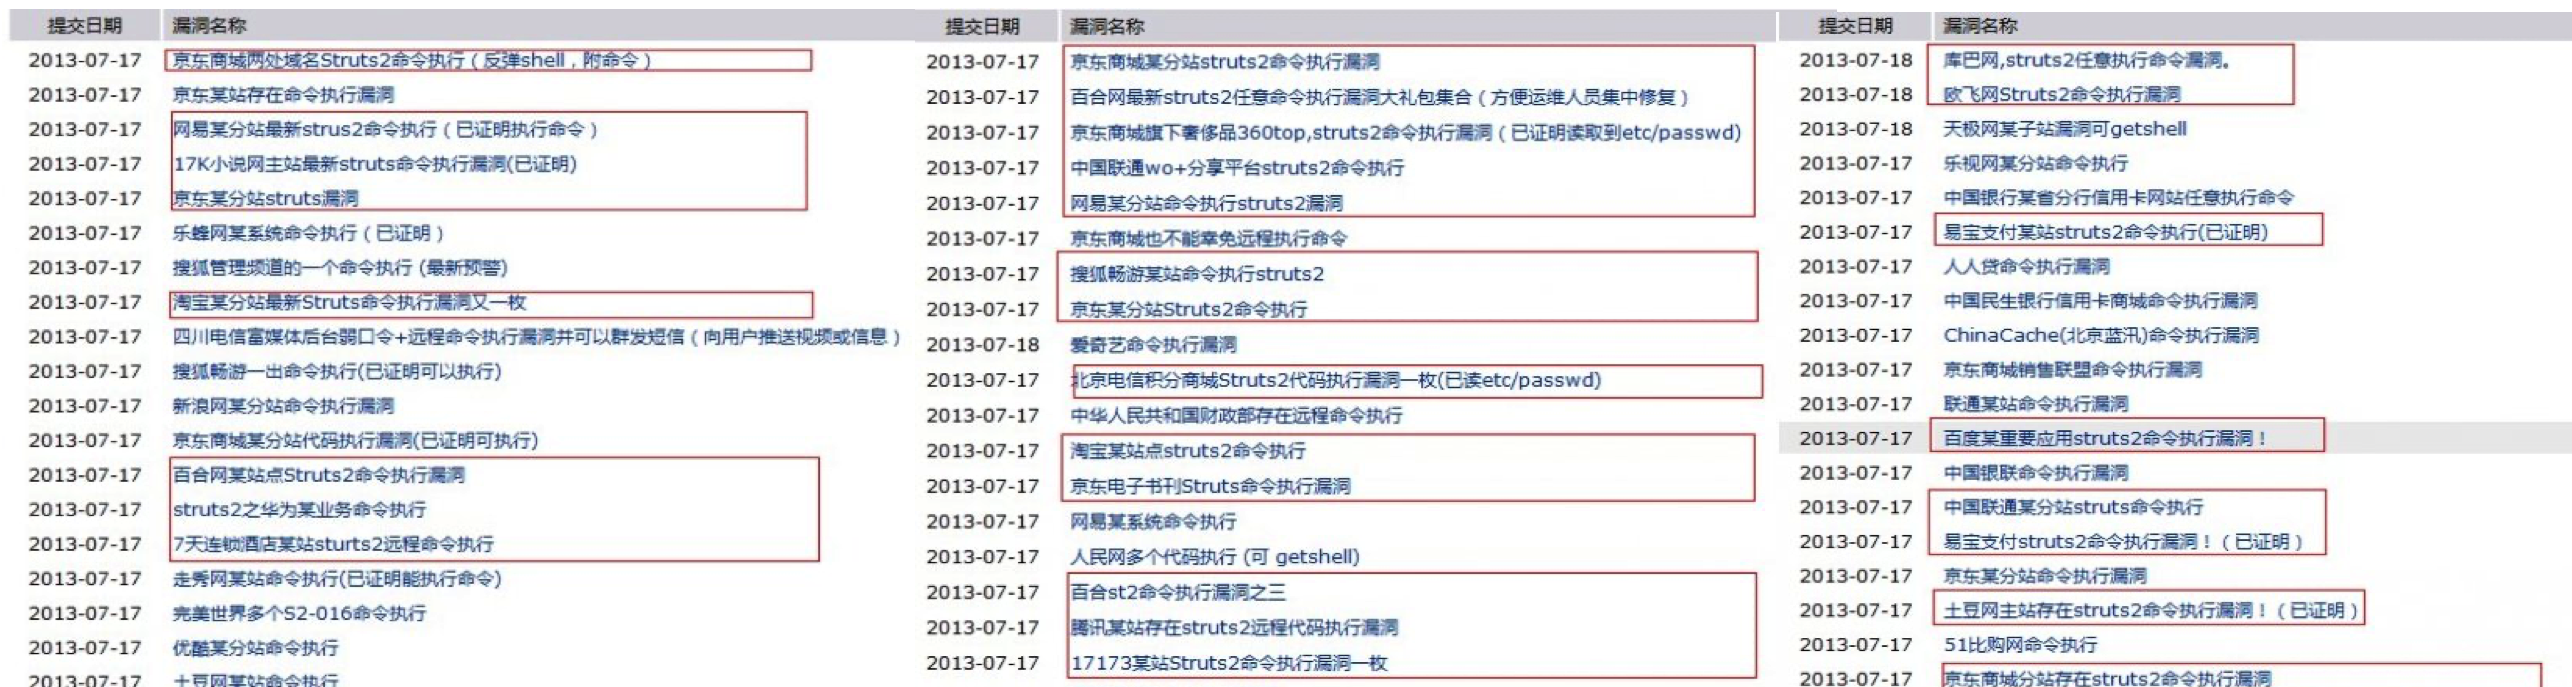 提交日期 漏洞名称
2013-07-17 京东商城两处域名Struts2命令执行（反弹shell，附命令）
2013-07-17 京东某站存在命令执行漏洞
2013-07-17 网易某分站最新strus2命令执行（已证明执行命令）
2013-07-17 17K小说网主站最新struts命令执行漏洞(已证明)
2013-07-17 京东某分站struts漏洞
2013-07-17 乐蜂网某系统命令执行（已证明）
2013-07-17 搜狐管理频道的一个命令执行 (最新预警)
2013-07-17 淘宝某分站最新Struts命令执行漏洞又一枚
2013-07-17 四川电信富媒体后台弱口令+远程命令执行漏洞并可以群发短信（向用户推送视频或信息）
2013-07-17 搜狐畅游一出命令执行(已证明可以执行)
2013-07-17 新浪网某分站命令执行漏洞
2013-07-17 京东商城某分站代码执行漏洞(已证明可执行)
2013-07-17 百合网某站点Struts2命令执行漏洞
2013-07-17 struts2之华为某业务命令执行
2013-07-17 7天连锁酒店某站sturts2远程命令执行
2013-07-17 走秀网某站命令执行(已证明能执行命令)
2013-07-17 完美世界多个S2-016命令执行
2013-07-17 优酷某分站命令执行
2013-07-17 土豆网某站命令执行
提交日期 漏洞名称
2013-07-17 京东商城某分站struts2命令执行漏洞
2013-07-17 百合网最新struts2任意命令执行漏洞大礼包集合（方便运维人员集中修复）
2013-07-17 京东商城旗下奢侈品360top,struts2命令执行漏洞（已证明读取到etc/passwd)
2013-07-17 中国联通wo+分享平台struts2命令执行
2013-07-17 网易某分站命令执行struts2漏洞
2013-07-17 京东商城也不能幸免远程执行命令
2013-07-17 搜狐畅游某站命令执行struts2
2013-07-17 京东某分站Struts2命令执行
2013-07-18 爱奇艺命令执行漏洞
2013-07-17 北京电信积分商城Struts2代码执行漏洞一枚(已读etc/passwd)
2013-07-17 中华人民共和国财政部存在远程命令执行
2013-07-17 淘宝某站点struts2命令执行
2013-07-17 京东电子书刊Struts命令执行漏洞
2013-07-17 网易某系统命令执行
2013-07-17 人民网多个代码执行 (可 getshell)
2013-07-17 百合st2命令执行漏洞之三
2013-07-17 腾讯某站存在struts2远程代码执行漏洞
2013-07-17 17173某站Struts2命令执行漏洞一枚
提交日期 漏洞名称
2013-07-18 库巴网,struts2任意执行命令漏洞。
2013-07-18 欧飞网Struts2命令执行漏洞
2013-07-18 天极网某子站漏洞可getshell
2013-07-17 乐视网某分站命令执行
2013-07-17 中国银行某省分行信用卡网站任意执行命令
2013-07-17 易宝支付某站struts2命令执行(已证明)
2013-07-17 人人贷命令执行漏洞
2013-07-17 中国民生银行信用卡商城命令执行漏洞
2013-07-17 ChinaCache(北京蓝汛)命令执行漏洞
2013-07-17 京东商城销售联盟命令执行漏洞
2013-07-17 联通某站命令执行漏洞
2013-07-17 百度某重要应用struts2命令执行漏洞！
2013-07-17 中国银联命令执行漏洞
2013-07-17 中国联通某分站struts命令执行
2013-07-17 易宝支付struts2命令执行漏洞！（已证明）
2013-07-17 京东某分站命令执行漏洞
2013-07-17 土豆网主站存在struts2命令执行漏洞！（已证明）
2013-07-17 51比购网命令执行
2013-07-17 京东商城分站存在struts2命令执行漏洞